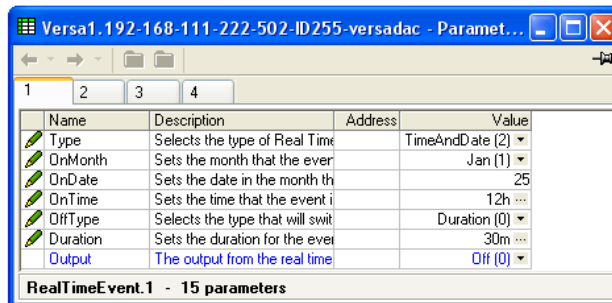 Versa1.192-168-111-222-502-ID255-versadac - Paramet...
1 2 3 4
Name Description Address Value
Type Selects the type of Real Time TimeAndDate (2)
OnMonth Sets the month that the even Jan (1)
OnDate Sets the date in the month th 25
OnTime Sets the time that the event i 12h ...
OffType Selects the type that will swit Duration (0)
Duration Sets the duration for the even 30m ...
Output The output from the real time Off (0)
RealTimeEvent.1 - 15 parameters